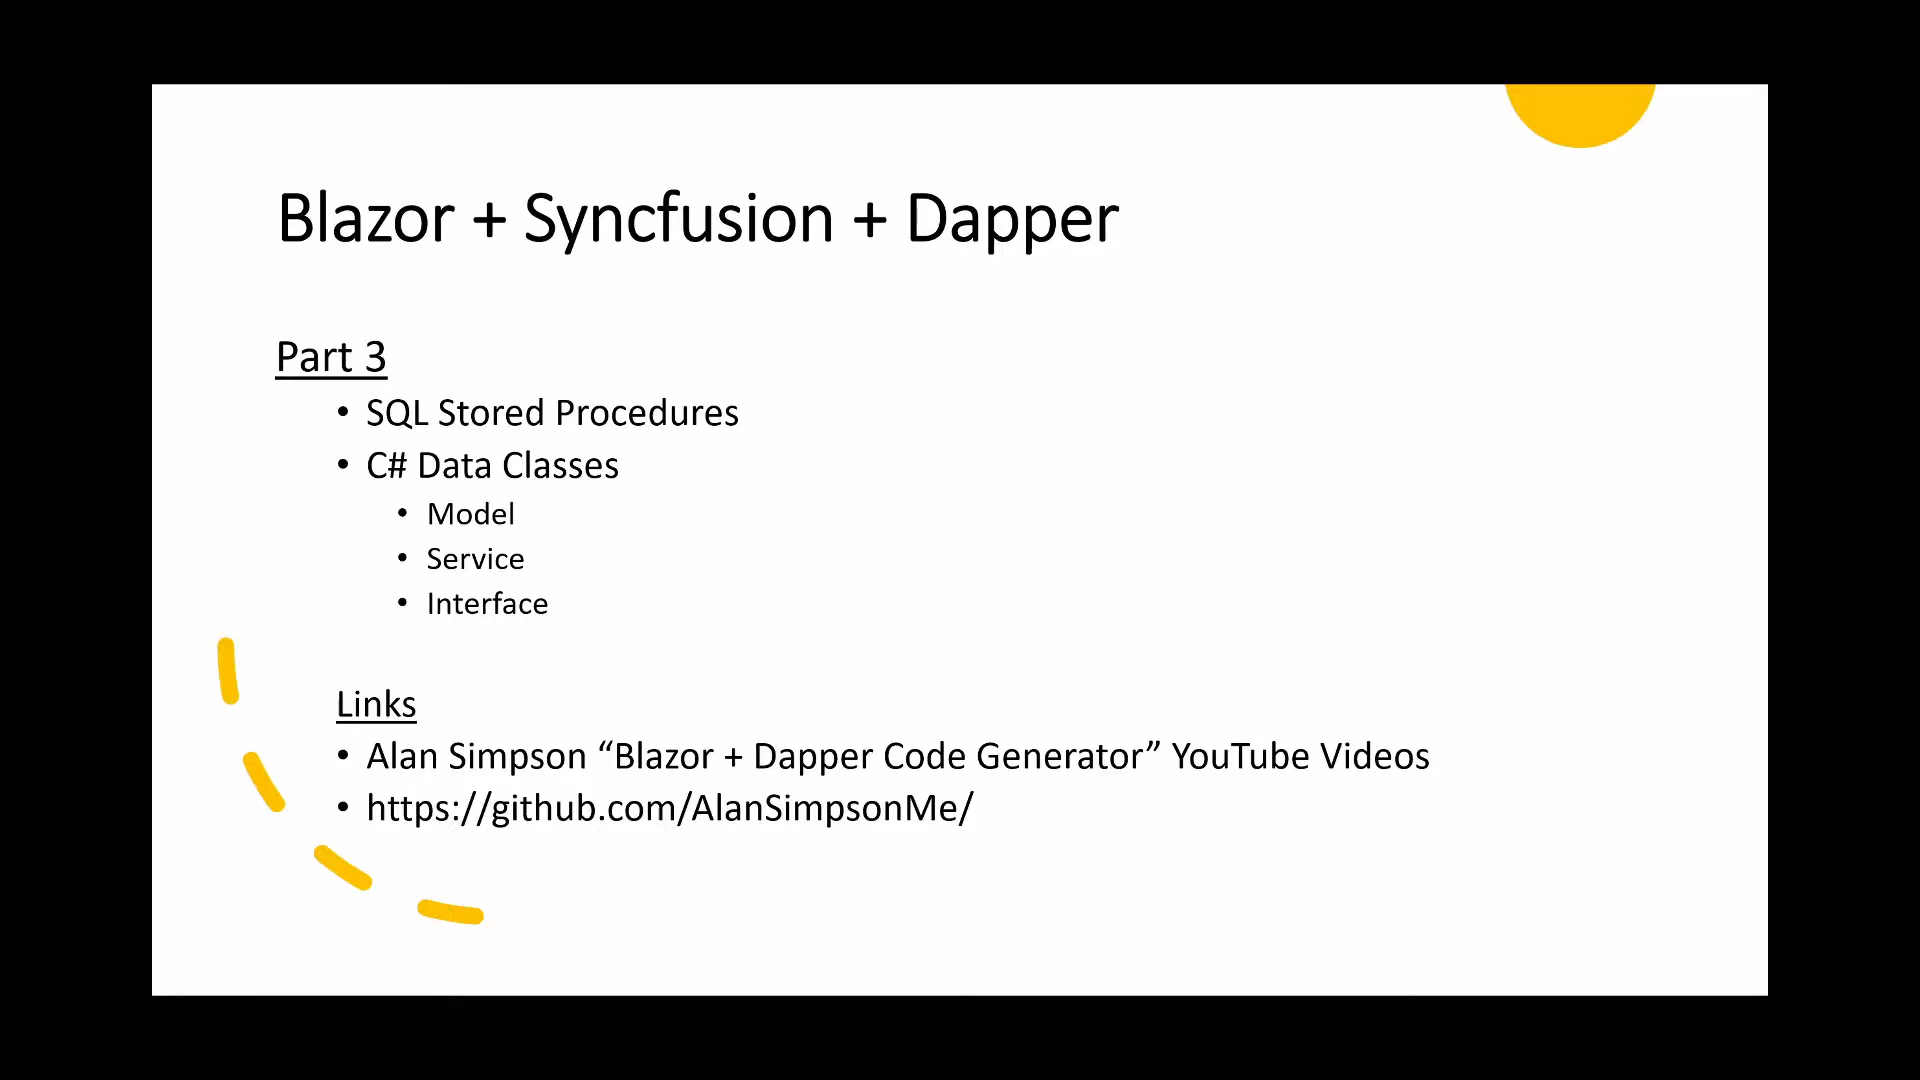 Blazor + Syncfusion + Dapper
Part 3
• SQL Stored Procedures
• C# Data Classes
• Model
• Service
• Interface
Links
• Alan Simpson “Blazor + Dapper Code Generator” YouTube Videos
• https://github.com/AlanSimpsonMe/